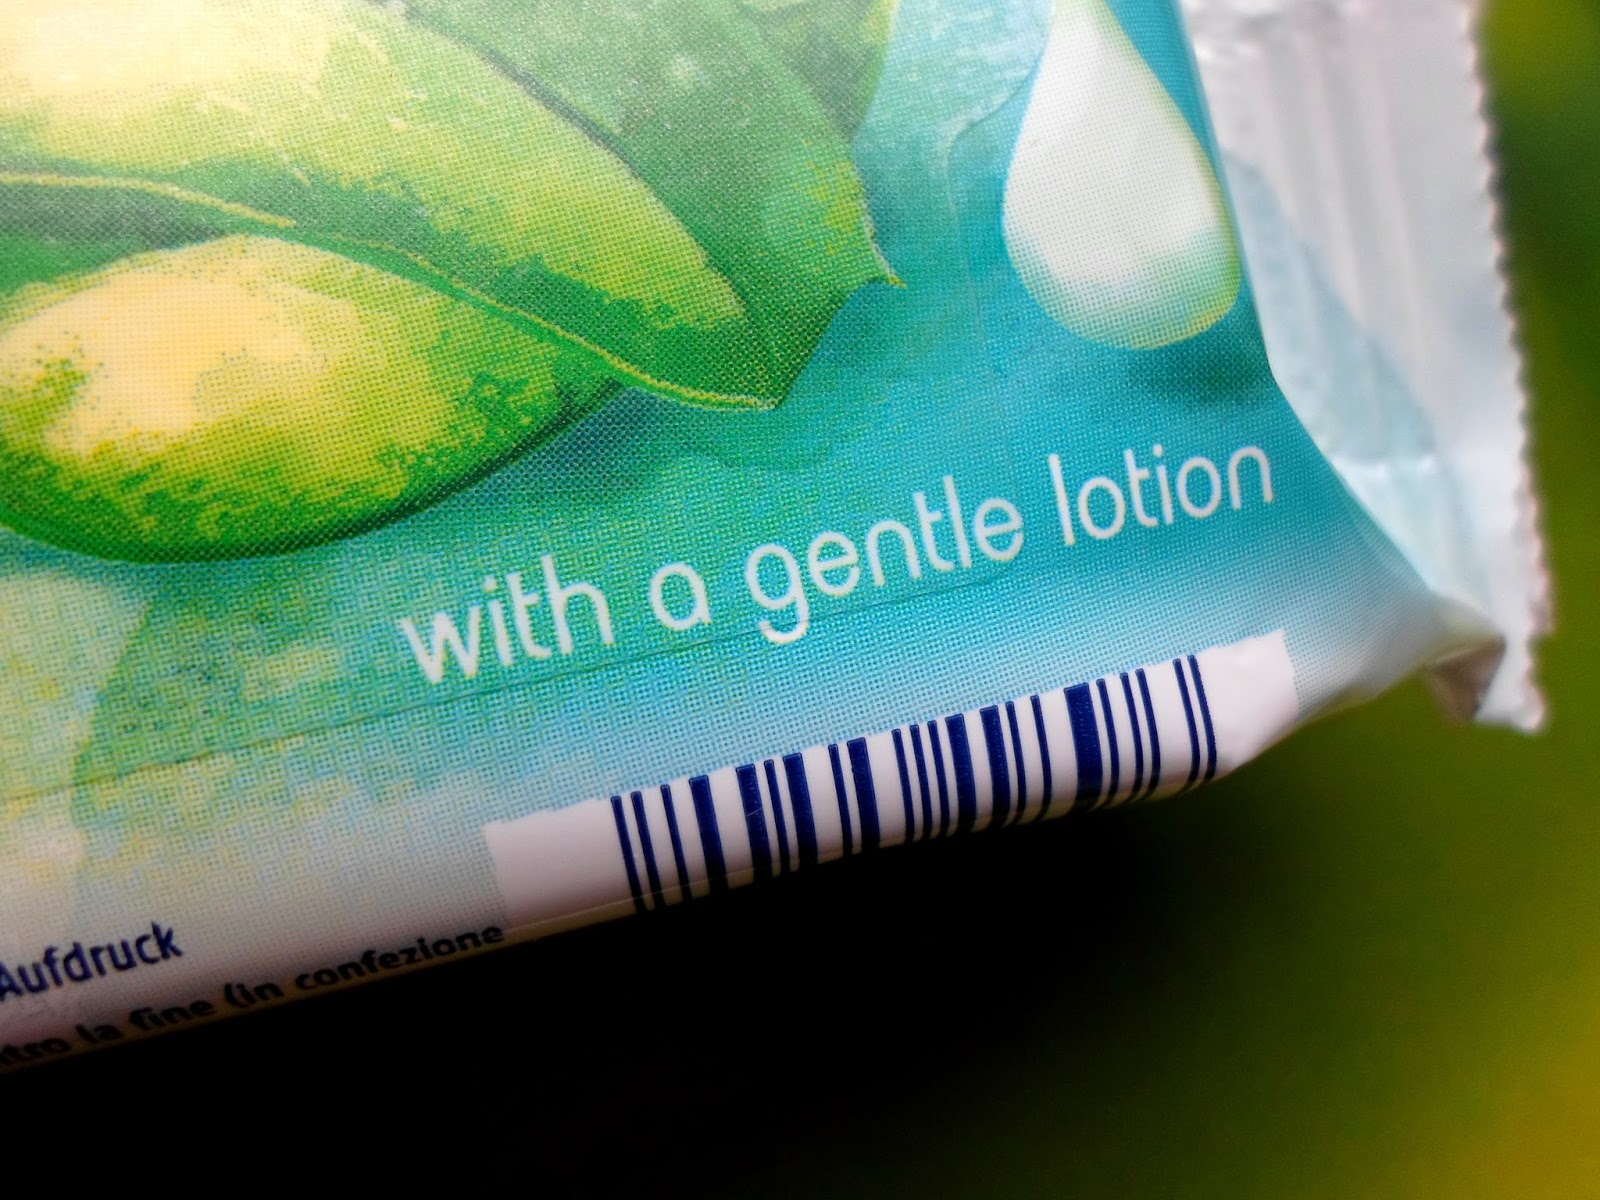 with a gentle lotion
Aufdruck
la fine (in confezione